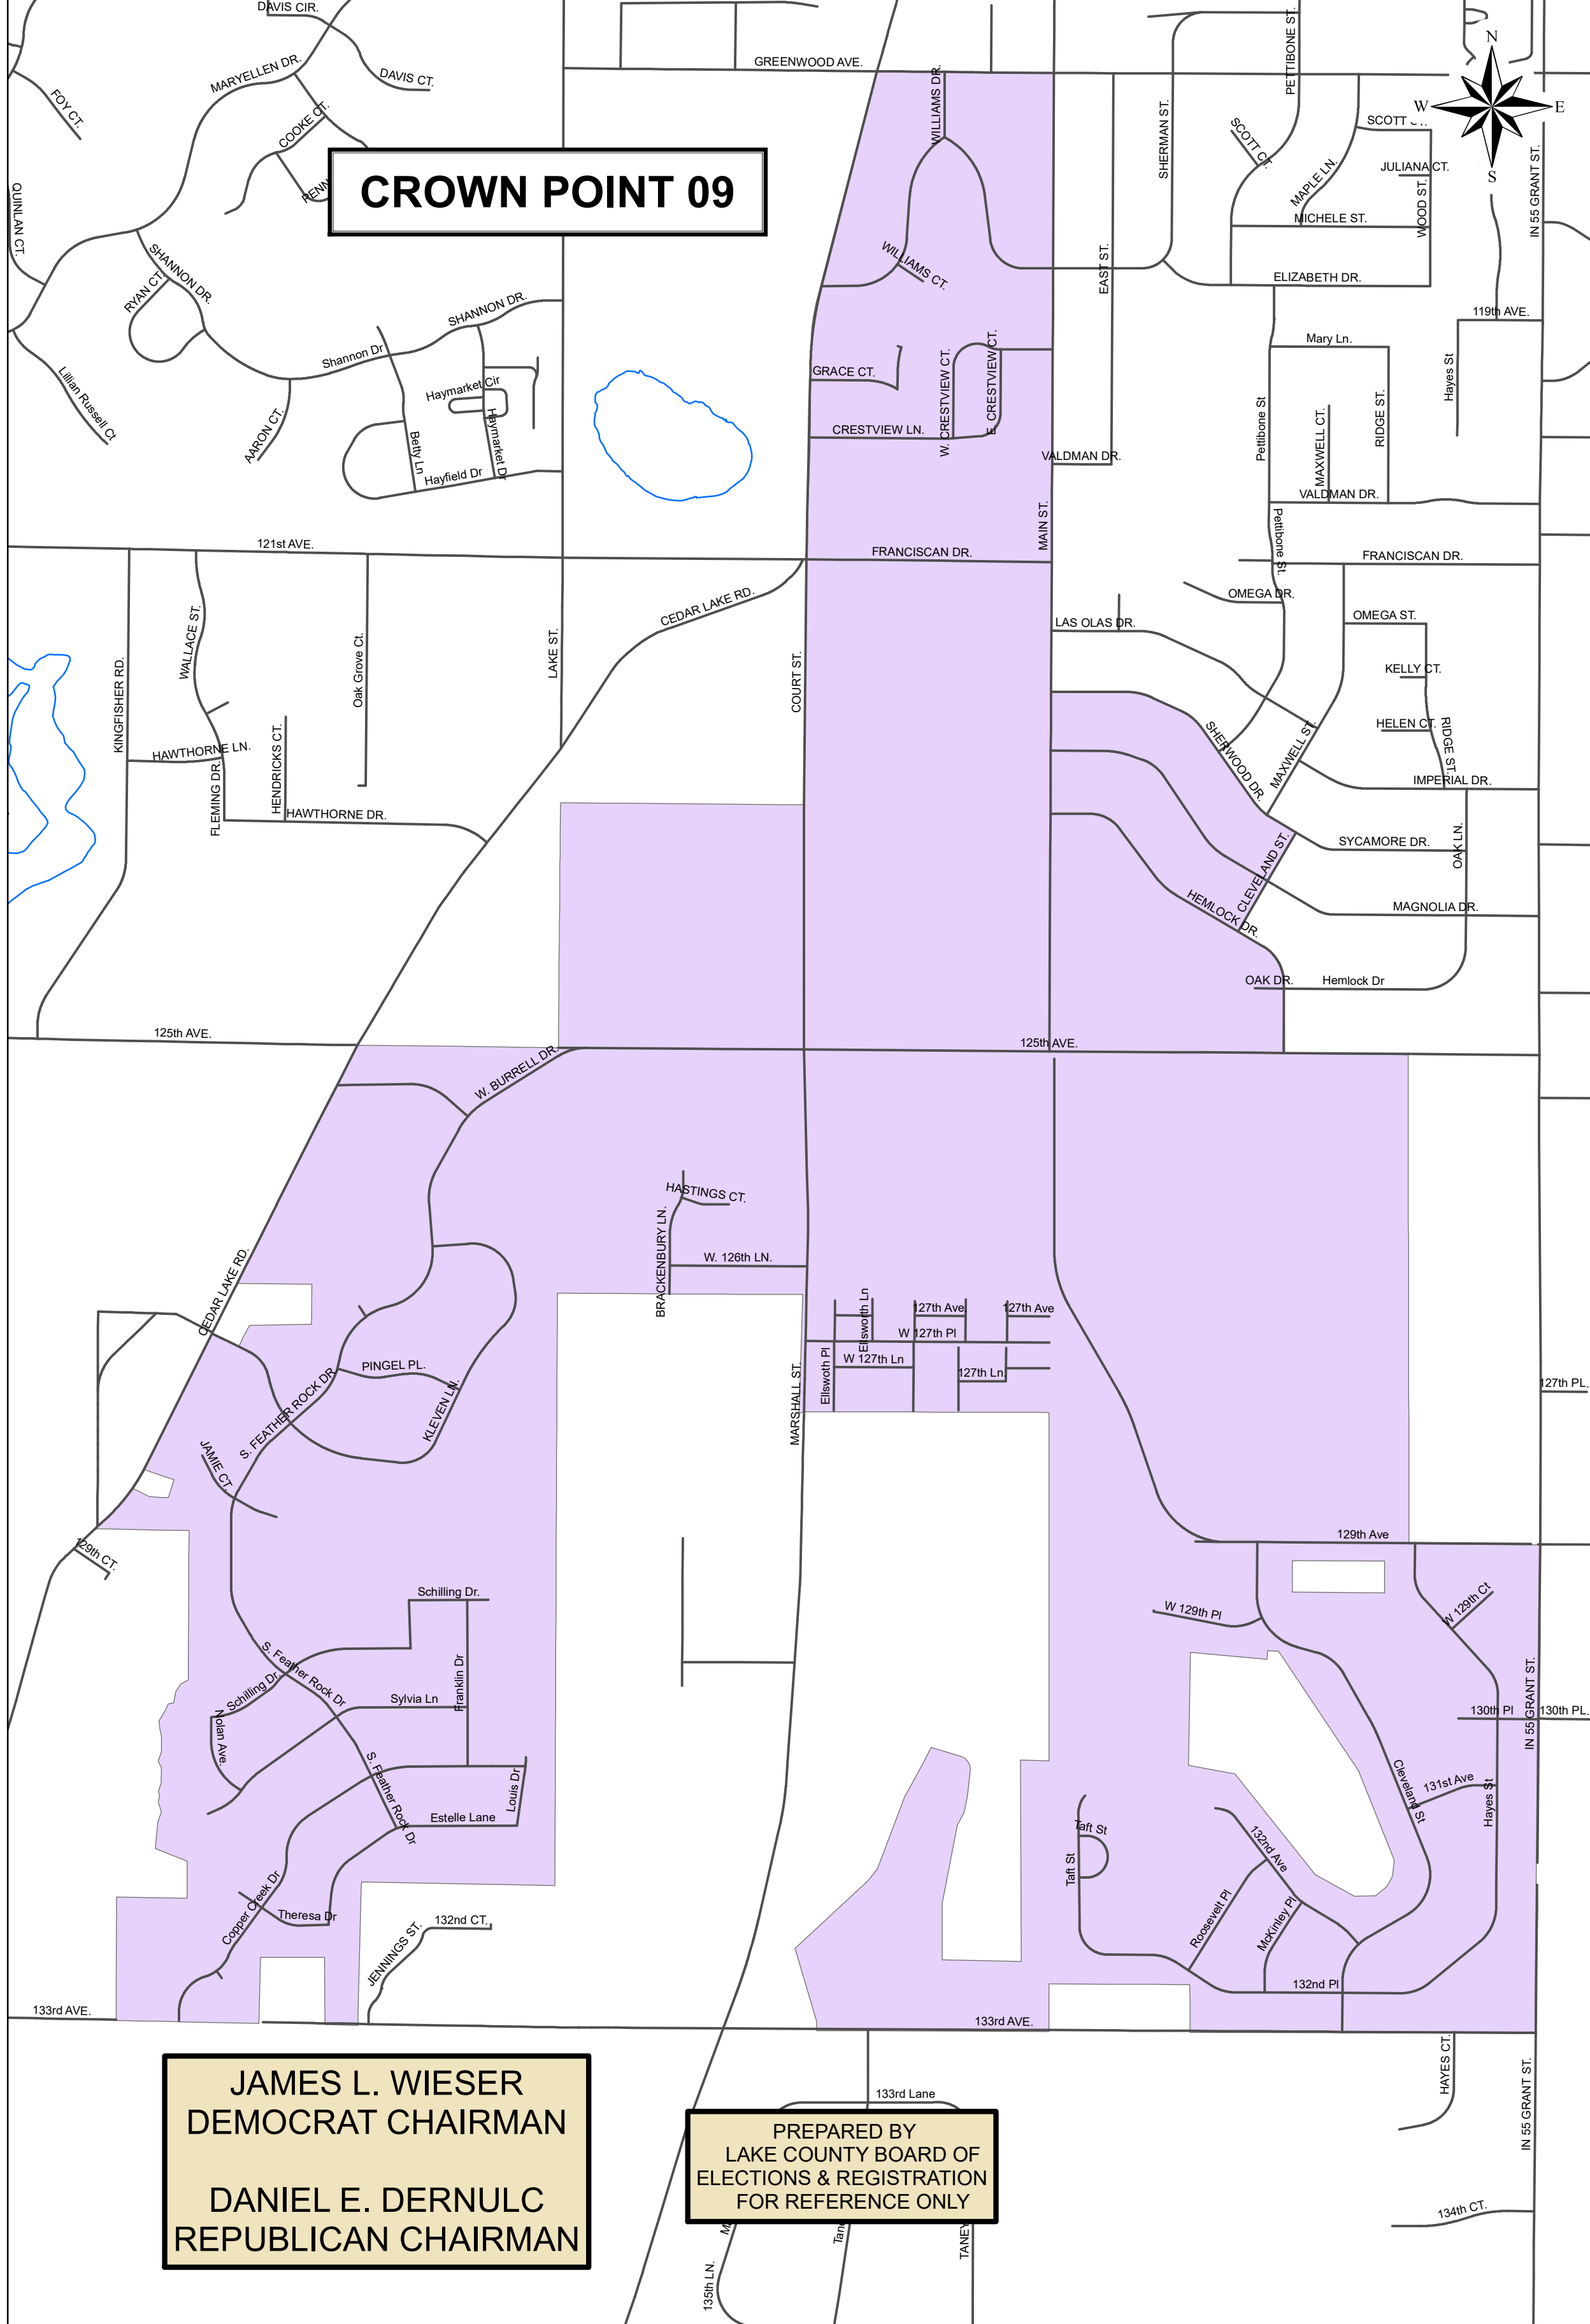 DAVIS CIR.
MARYELLEN DR.
DAVIS CT.
FOY CT.
COOKE CT.
GREENWOOD AVE.
WILLIAMS DR.
PETTIBONE ST.
SHERMAN ST.
SCOTT CT.
MAPLE LN.
JULIANA CT.
WOOD ST.
MICHELE ST.
IN 55 GRANT ST.
N
W
E
S
CROWN POINT 09
QUINLAN CT.
SHANNON DR.
RYAN CT.
WILLIAMS CT.
EAST ST.
ELIZABETH DR.
119th AVE.
SHANNON DR.
Shannon Dr
Mary Ln.
Hayes St
Lillian Russell Ct
AARON CT.
Haymarket Cir
Haymarket Dr
Betty Ln
Hayfield Dr
GRACE CT.
CRESTVIEW LN.
W. CRESTVIEW CT.
E. CRESTVIEW CT.
VALDMAN DR.
Pettibone St
MAXWELL CT.
RIDGE ST.
VALDMAN DR.
MAIN ST.
121st AVE.
FRANCISCAN DR.
Pettibone St.
FRANCISCAN DR.
CEDAR LAKE RD.
OMEGA DR.
LAS OLAS DR.
OMEGA ST.
WALLACE ST.
Oak Grove Ct.
LAKE ST.
COURT ST.
KINGFISHER RD.
KELLY CT.
HELEN CT.
RIDGE ST.
HAWTHORNE LN.
HENDRICKS CT.
FLEMING DR.
HAWTHORNE DR.
SHERWOOD DR.
MAXWELL ST.
IMPERIAL DR.
SYCAMORE DR.
OAK LN.
CLEVELAND ST.
HEMLOCK DR.
MAGNOLIA DR.
OAK DR.
Hemlock Dr
125th AVE.
125th AVE.
W. BURRELL DR.
HASTINGS CT.
BRACKENBURY LN.
W. 126th LN.
CEDAR LAKE RD.
Ellsworth Ln
127th Ave
127th Ave
W 127th Pl
W 127th Ln
127th Ln
Ellswoth Pl
MARSHALL ST.
PINGEL PL.
KLEVEN LN.
S. FEATHER ROCK DR
JAMIE CT.
127th PL.
129th CT.
129th Ave
Schilling Dr.
W 129th Pl
W 129th Ct
S. Feather Rock Dr
Schilling Dr.
Franklin Dr
Sylvia Ln
Nolan Ave.
IN 55 GRANT ST.
130th Pl
130th PL.
S. Feather Rock Dr
Louis Dr
Estelle Lane
Cleveland St
131st Ave
Hayes St
Taft St
Taft St
132nd Ave
Roosevelt Pl
McKinley Pl
132nd Pl
Copper Creek Dr
Theresa Dr
132nd CT.
JENNINGS ST.
133rd AVE.
133rd AVE.
HAYES CT.
IN 55 GRANT ST.
133rd Lane
JAMES L. WIESER
DEMOCRAT CHAIRMAN
DANIEL E. DERNULC
REPUBLICAN CHAIRMAN
PREPARED BY
LAKE COUNTY BOARD OF
ELECTIONS & REGISTRATION
FOR REFERENCE ONLY
TANEY
135th LN.
134th CT.